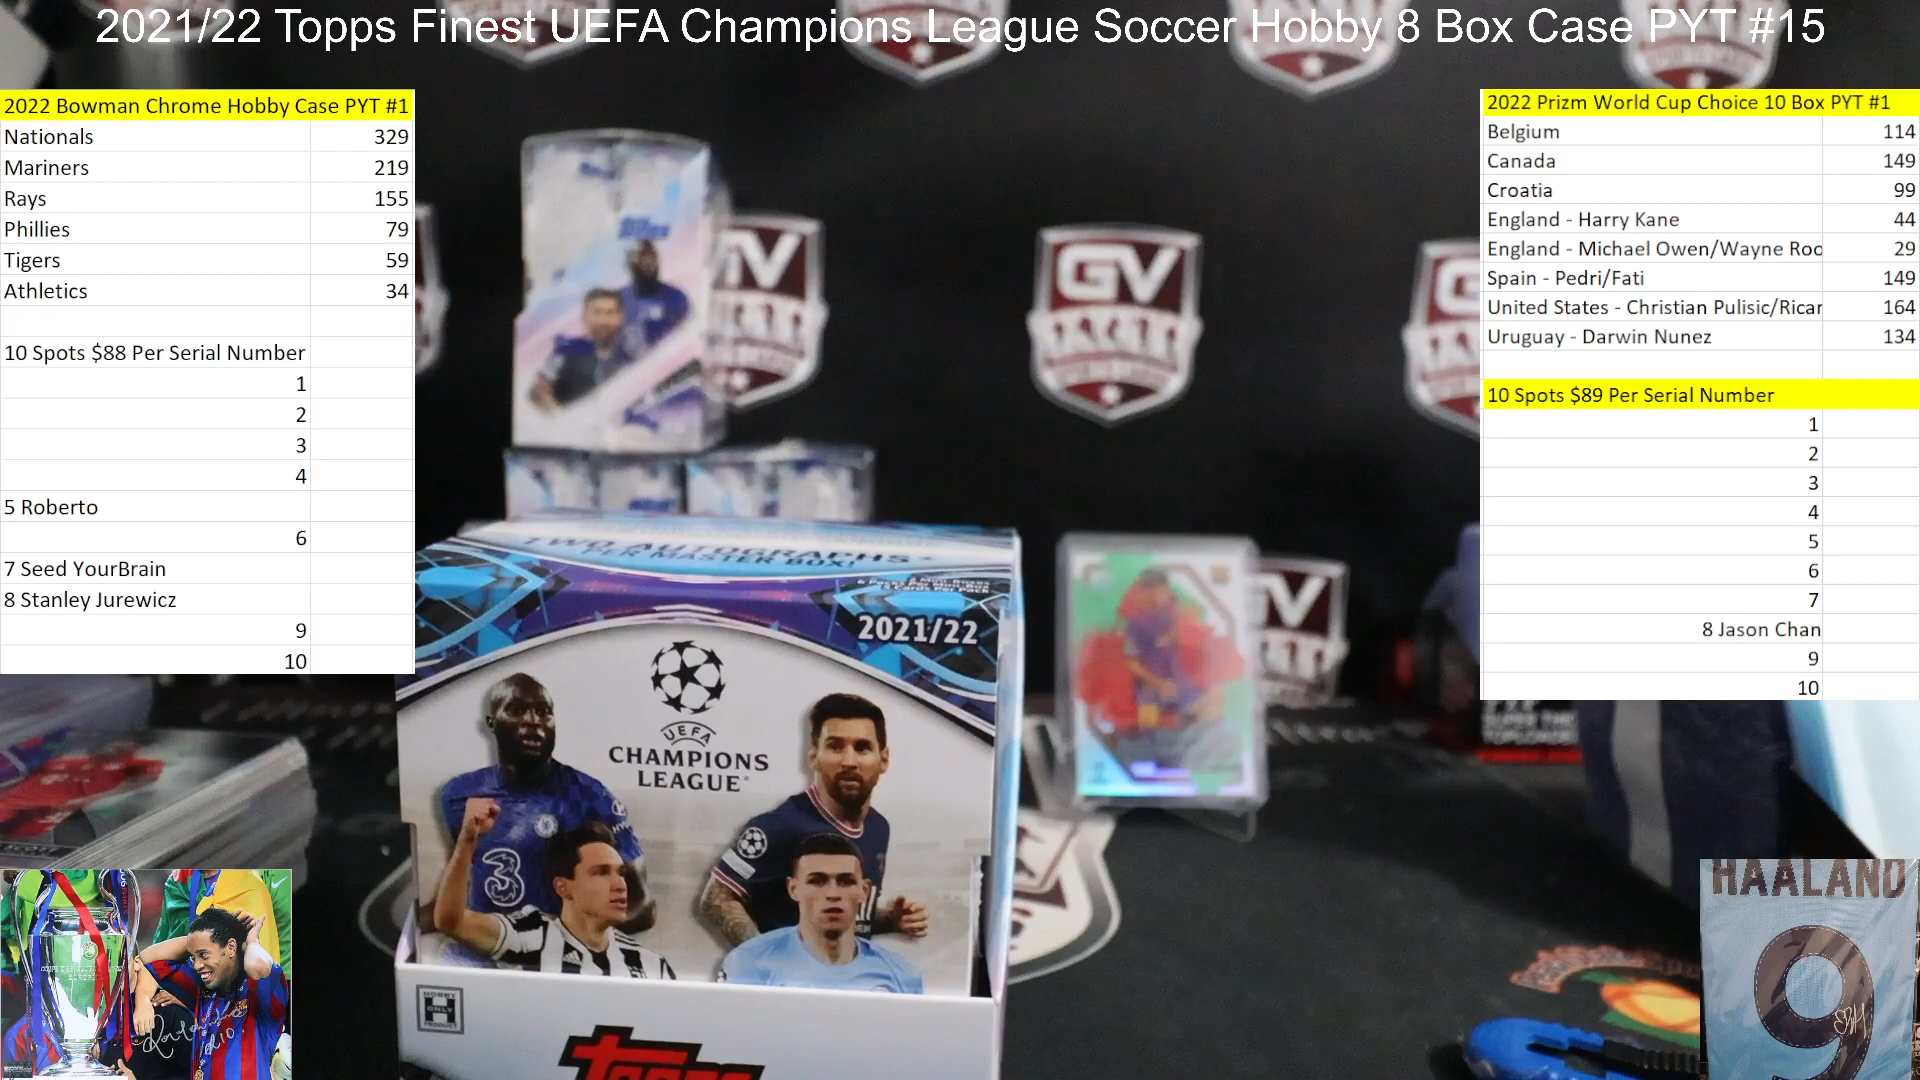 2021/22 Topps Finest UEFA Champions League Soccer Hobby 8 Box Case PYT #15
2022 Bowman Chrome Hobby Case PYT #1
Nationals 329
Mariners 219
Rays 155
Phillies 79
Tigers 59
Athletics 34
10 Spots $88 Per Serial Number
1
2
3
4
5 Roberto
6
7 Seed YourBrain
8 Stanley Jurewicz
9
10
2022 Prizm World Cup Choice 10 Box PYT #1
Belgium 114
Canada 149
Croatia 99
England - Harry Kane 44
England - Michael Owen/Wayne Roo 29
Spain - Pedri/Fati 149
United States - Christian Pulisic/Ricar 164
Uruguay - Darwin Nunez 134
10 Spots $89 Per Serial Number
1
2
3
4
5
6
7
8 Jason Chan
9
10
GV
TWO AUTOGRAPHS
PER MASTER BOX!
2021/22
UEFA
CHAMPIONS
LEAGUE
3
HOBBY
ONLY
PRODUCT
Topps
HAALAND
9